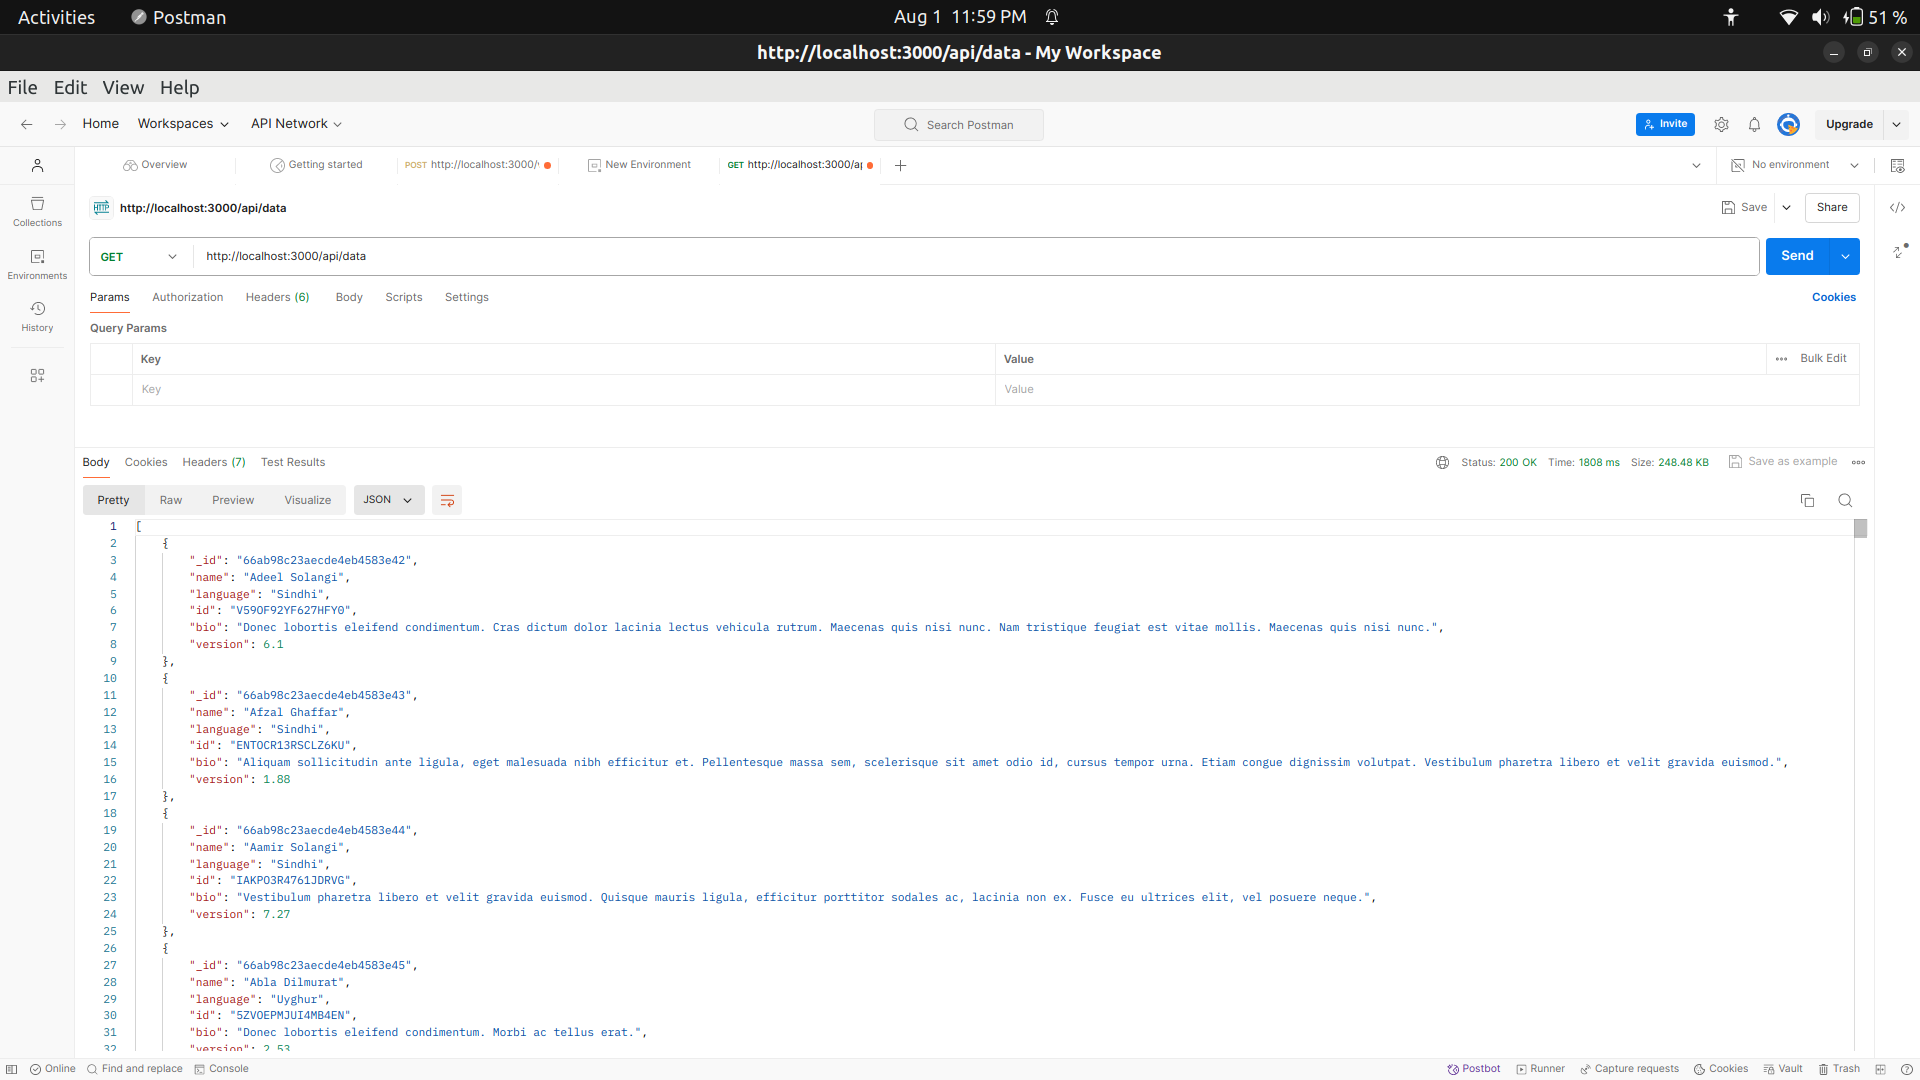 Activities Postman Aug 1 11:59 PM 51 %
http://localhost:3000/api/data - My Workspace
File Edit View Help
Home Workspaces API Network Search Postman Invite Upgrade
Overview Getting started POST http://localhost:3000/ New Environment GET http://localhost:3000/ap No environment
HTTP http://localhost:3000/api/data Save Share
Collections
GET http://localhost:3000/api/data Send
Environments
Params Authorization Headers (6) Body Scripts Settings Cookies
History
Query Params
Key Value Bulk Edit
Key Value
Body Cookies Headers (7) Test Results Status: 200 OK Time: 1808 ms Size: 248.48 KB Save as example
Pretty Raw Preview Visualize JSON
1 [
2 {
3 "_id": "66ab98c23aecde4eb4583e42",
4 "name": "Adeel Solangi",
5 "language": "Sindhi",
6 "id": "V59OF92YF627HFY0",
7 "bio": "Donec lobortis eleifend condimentum. Cras dictum dolor lacinia lectus vehicula rutrum. Maecenas quis nisi nunc. Nam tristique feugiat est vitae mollis. Maecenas quis nisi nunc.",
8 "version": 6.1
9 },
10 {
11 "_id": "66ab98c23aecde4eb4583e43",
12 "name": "Afzal Ghaffar",
13 "language": "Sindhi",
14 "id": "ENTOCR13RSCLZ6KU",
15 "bio": "Aliquam sollicitudin ante ligula, eget malesuada nibh efficitur et. Pellentesque massa sem, scelerisque sit amet odio id, cursus tempor urna. Etiam congue dignissim volutpat. Vestibulum pharetra libero et velit gravida euismod.",
16 "version": 1.88
17 },
18 {
19 "_id": "66ab98c23aecde4eb4583e44",
20 "name": "Aamir Solangi",
21 "language": "Sindhi",
22 "id": "IAKPO3R4761JDRVG",
23 "bio": "Vestibulum pharetra libero et velit gravida euismod. Quisque mauris ligula, efficitur porttitor sodales ac, lacinia non ex. Fusce eu ultrices elit, vel posuere neque.",
24 "version": 7.27
25 },
26 {
27 "_id": "66ab98c23aecde4eb4583e45",
28 "name": "Abla Dilmurat",
29 "language": "Uyghur",
30 "id": "5ZVOEPMJUI4MB4EN",
31 "bio": "Donec lobortis eleifend condimentum. Morbi ac tellus erat.",
32 "version": 2.53
Online Find and replace Console Postbot Runner Capture requests Cookies Vault Trash